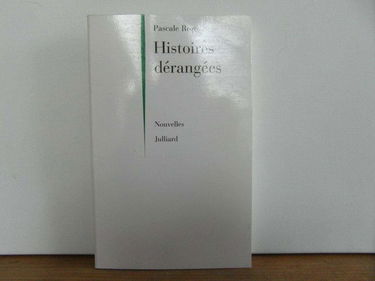 Pascale
Histoires
dérangées
Nouvelles
Julliard